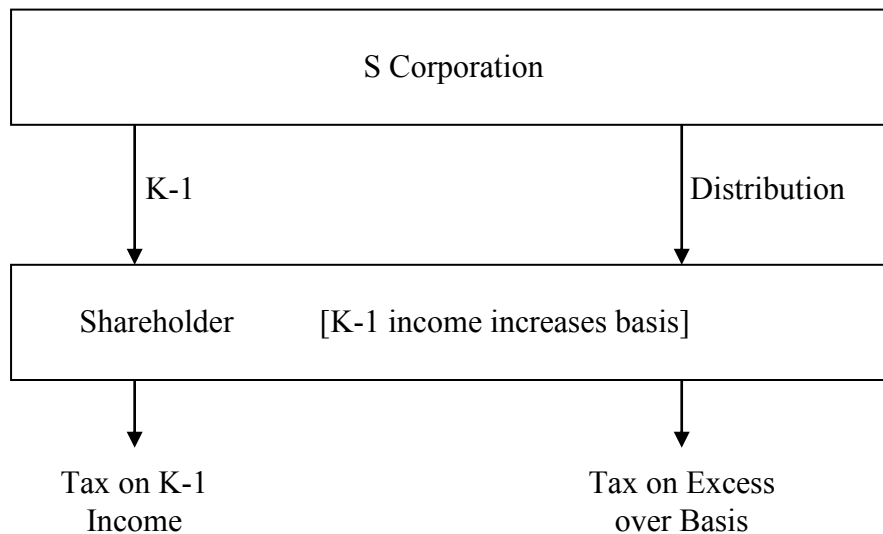 S Corporation
K-1
Distribution
Shareholder [K-1 income increases basis]
Tax on K-1
Income
Tax on Excess
over Basis